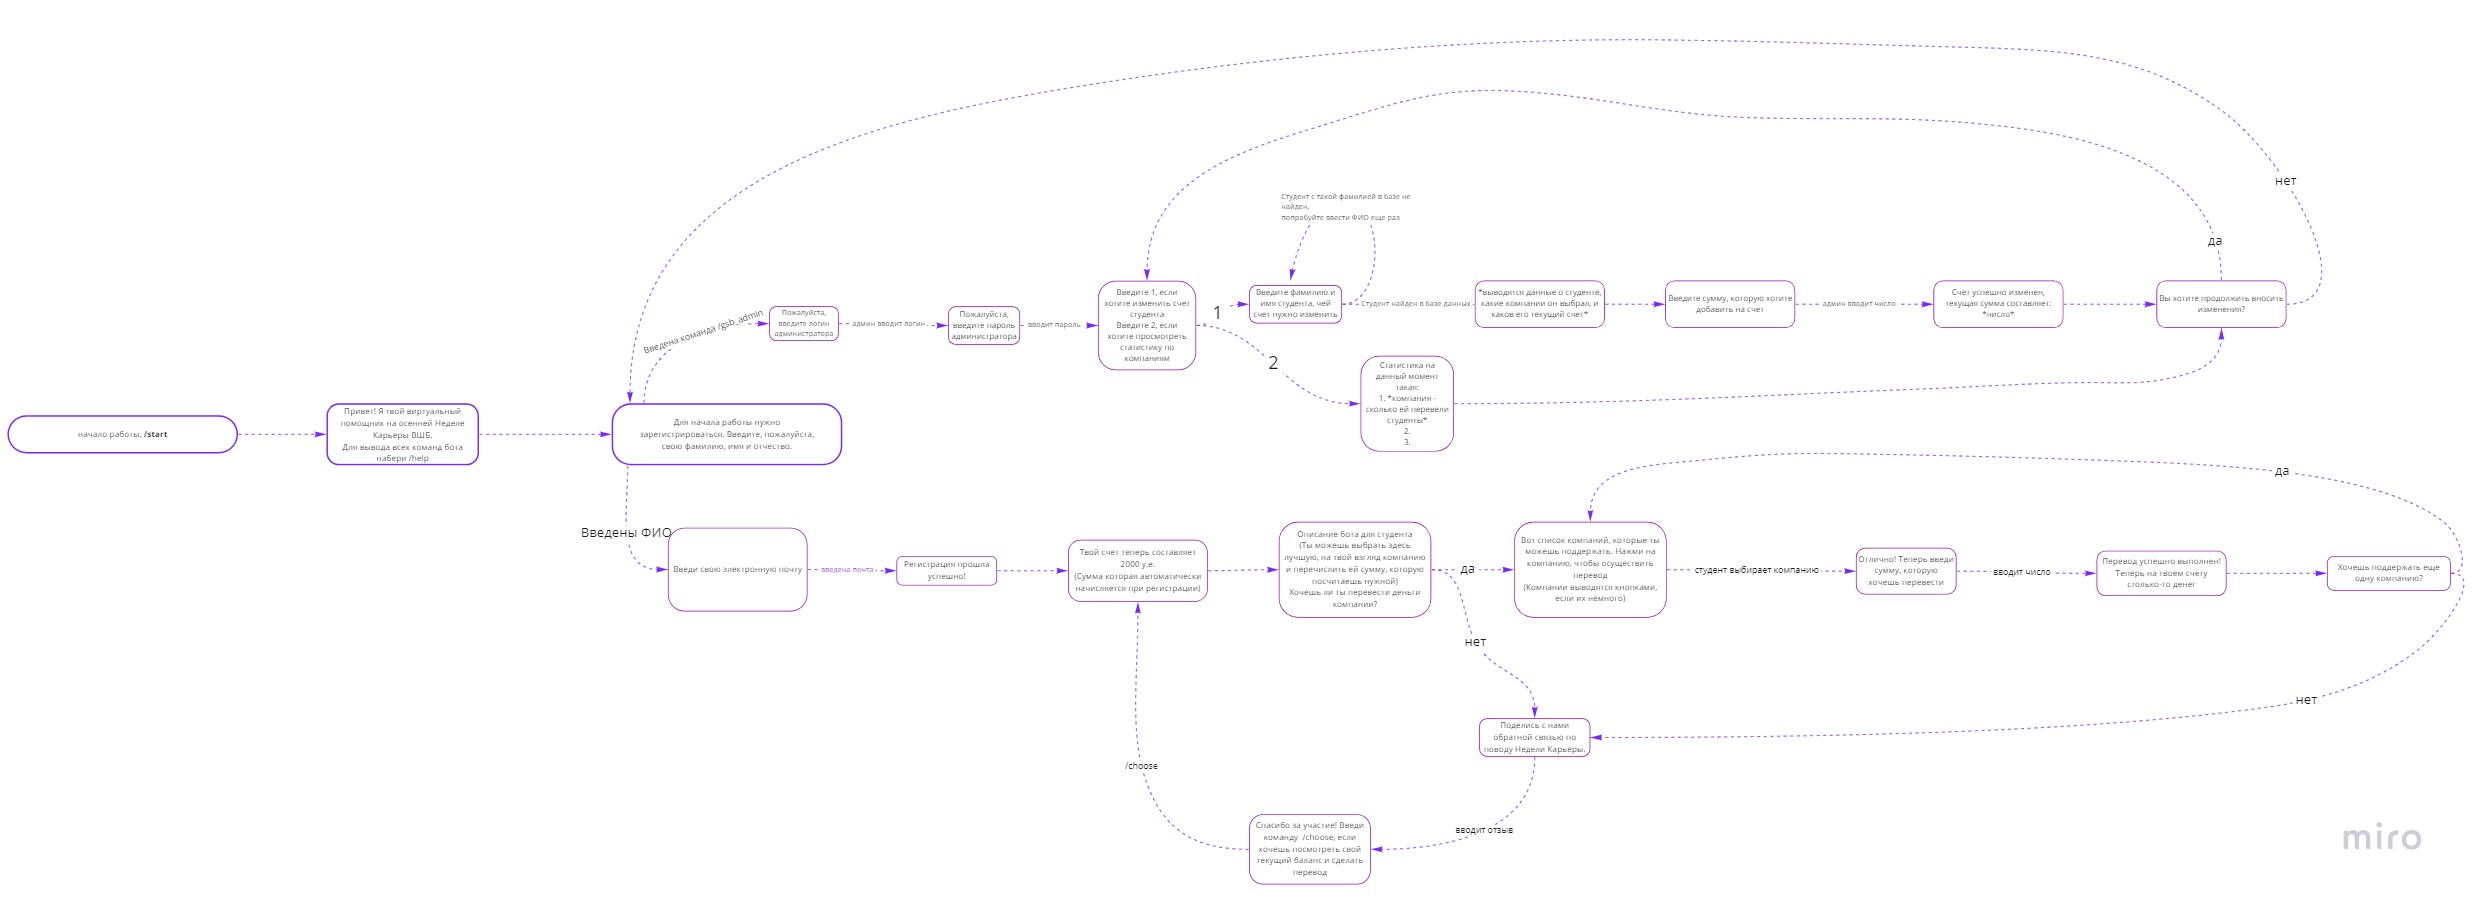 начало работы, /start
Привет! Я твой виртуальный
помощник на осенней Неделе
Карьеры ВШБ.
Для вывода всех команд бота
набери /help
Для начала работы нужно
зарегистрироваться. Введите, пожалуйста,
свою фамилию, имя и отчество.
Введена команда /gsb_admin
Пожалуйста,
введите логин
администратора
админ вводит логин
Пожалуйста,
введите пароль
администратора
вводит пароль
Введите 1, если
хотите изменить счет
студента
Введите 2, если
хотите просмотреть
статистику по
компаниям
1
2
Студент с такой фамилией в базе не
найден,
попробуйте ввести ФИО еще раз
Введите фамилию и
имя студента, чей
счет нужно изменить
Студент найден в базе данных
*выводятся данные о студенте,
какие компании он выбрал, и
каков его текущий счет*
Введите сумму, которую хотите
добавить на счет
админ вводит число
Счет успешно изменен,
текущая сумма составляет:
*число*
Вы хотите продолжить вносить
изменения?
да
нет
Статистика на
данный момент
такая:
1. *компания -
сколько ей перевели
студенты*
2.
3.
Введены ФИО
Введи свою электронную почту
введена почта
Регистрация прошла
успешно!
Твой счет теперь составляет
2000 у.е.
(Сумма которая автоматически
начисляется при регистрации)
Описание бота для студента
(Ты можешь выбрать здесь
лучшую, на твой взгляд компанию
и перечислить ей сумму, которую
посчитаешь нужной)
Хочешь ли ты перевести деньги
компании?
да
нет
Вот список компаний, которые ты
можешь поддержать. Нажми на
компанию, чтобы осуществить
перевод
(Компании выводятся кнопками,
если их немного)
студент выбирает компанию
Отлично! Теперь введи
сумму, которую
хочешь перевести
вводит число
Перевод успешно выполнен!
Теперь на твоем счету
столько-то денег
Хочешь поддержать еще
одну компанию?
да
нет
Поделись с нами
обратной связью по
поводу Недели Карьеры.
вводит отзыв
Спасибо за участие! Введи
команду /choose, если
хочешь посмотреть свой
текущий баланс и сделать
перевод
/choose
miro